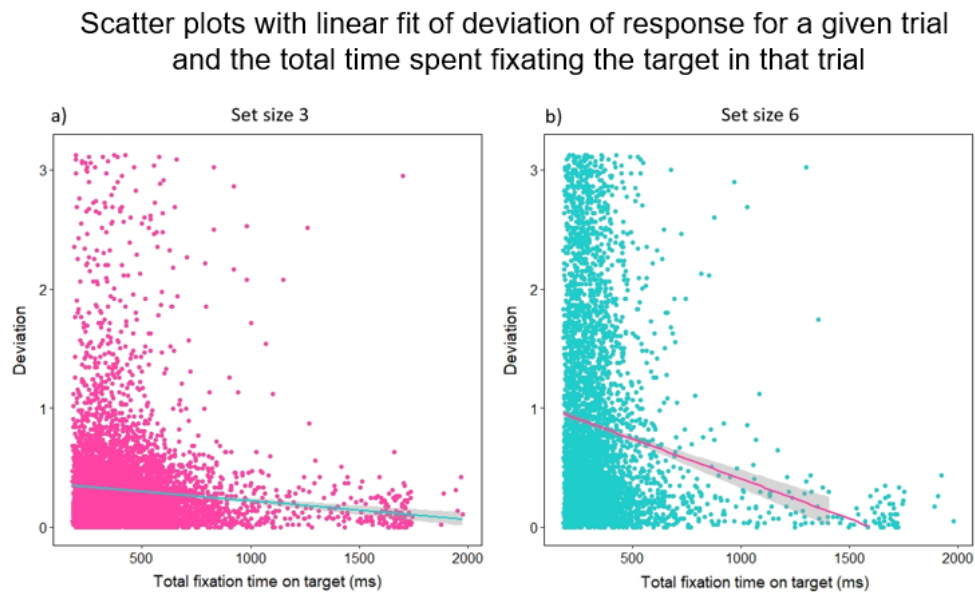 Scatter plots with linear fit of deviation of response for a given trial
and the total time spent fixating the target in that trial
a) Set size 3
3
2
1
0
Deviation
500 1000 1500 2000
Total fixation time on target (ms)
b) Set size 6
3
2
1
0
Deviation
500 1000 1500 2000
Total fixation time on target (ms)